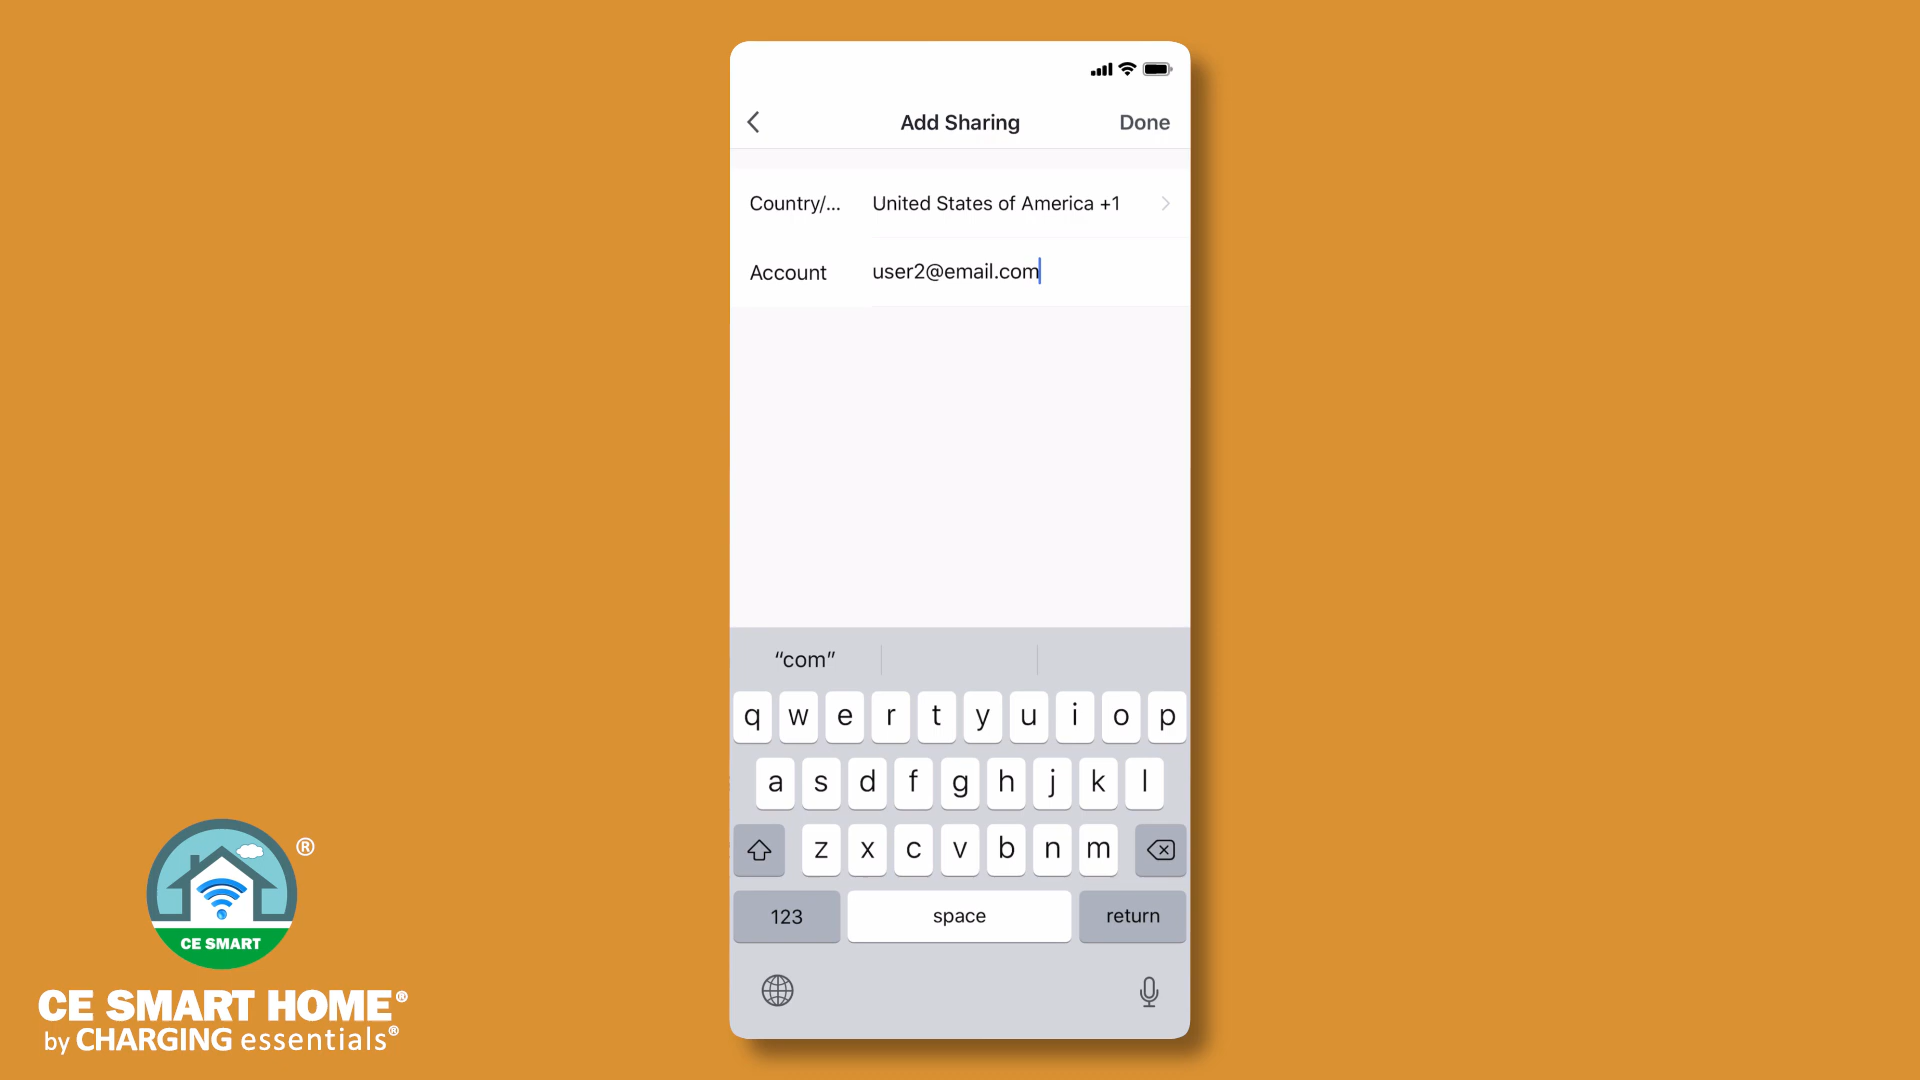 Add Sharing
Done
Country/...
United States of America +1
Account
user2@email.com
“com”
q w e r t y u i o p
a s d f g h j k l
z x c v b n m
123
space
return
®
CE SMART
CE SMART HOME®
by CHARGING essentials®